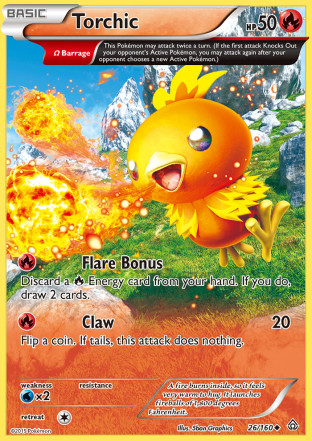 BASIC
Torchic
HP 50
Ω Barrage
This Pokémon may attack twice a turn. (If the first attack Knocks Out
your opponent's Active Pokémon, you may attack again after your
opponent chooses a new Active Pokémon.)
Flare Bonus
Discard a Energy card from your hand. If you do,
draw 2 cards.
Claw 20
Flip a coin. If tails, this attack does nothing.
weakness resistance
×2
retreat
A fire burns inside, so it feels
very warm to hug. It launches
fireballs of 1,800 degrees
Fahrenheit.
©2015 Pokémon
Illus. 5ban Graphics 26/160